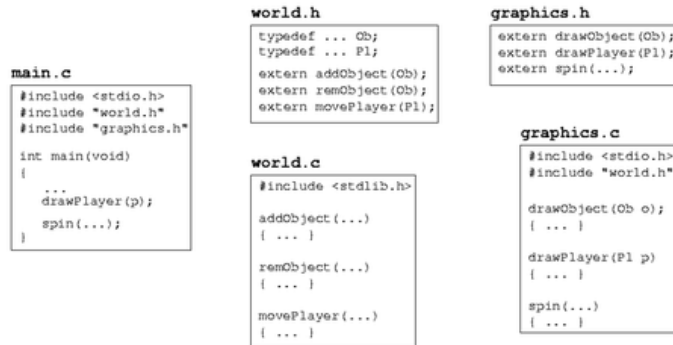 main.c
#include <stdio.h>
#include "world.h"
#include "graphics.h"
int main(void)
{
...
drawPlayer(p);
spin(...);
}
world.h
typedef ... Ob;
typedef ... Pl;
extern addObject(Ob);
extern remObject(Ob);
extern movePlayer(Pl);
world.c
#include <stdlib.h>
addObject(...)
{ ... }
remObject(...)
{ ... }
movePlayer(...)
{ ... }
graphics.h
extern drawObject(Ob);
extern drawPlayer(Pl);
extern spin(...);
graphics.c
#include <stdio.h>
#include "world.h"
drawObject(Ob o);
{ ... }
drawPlayer(Pl p)
{ ... }
spin(...)
{ ... }